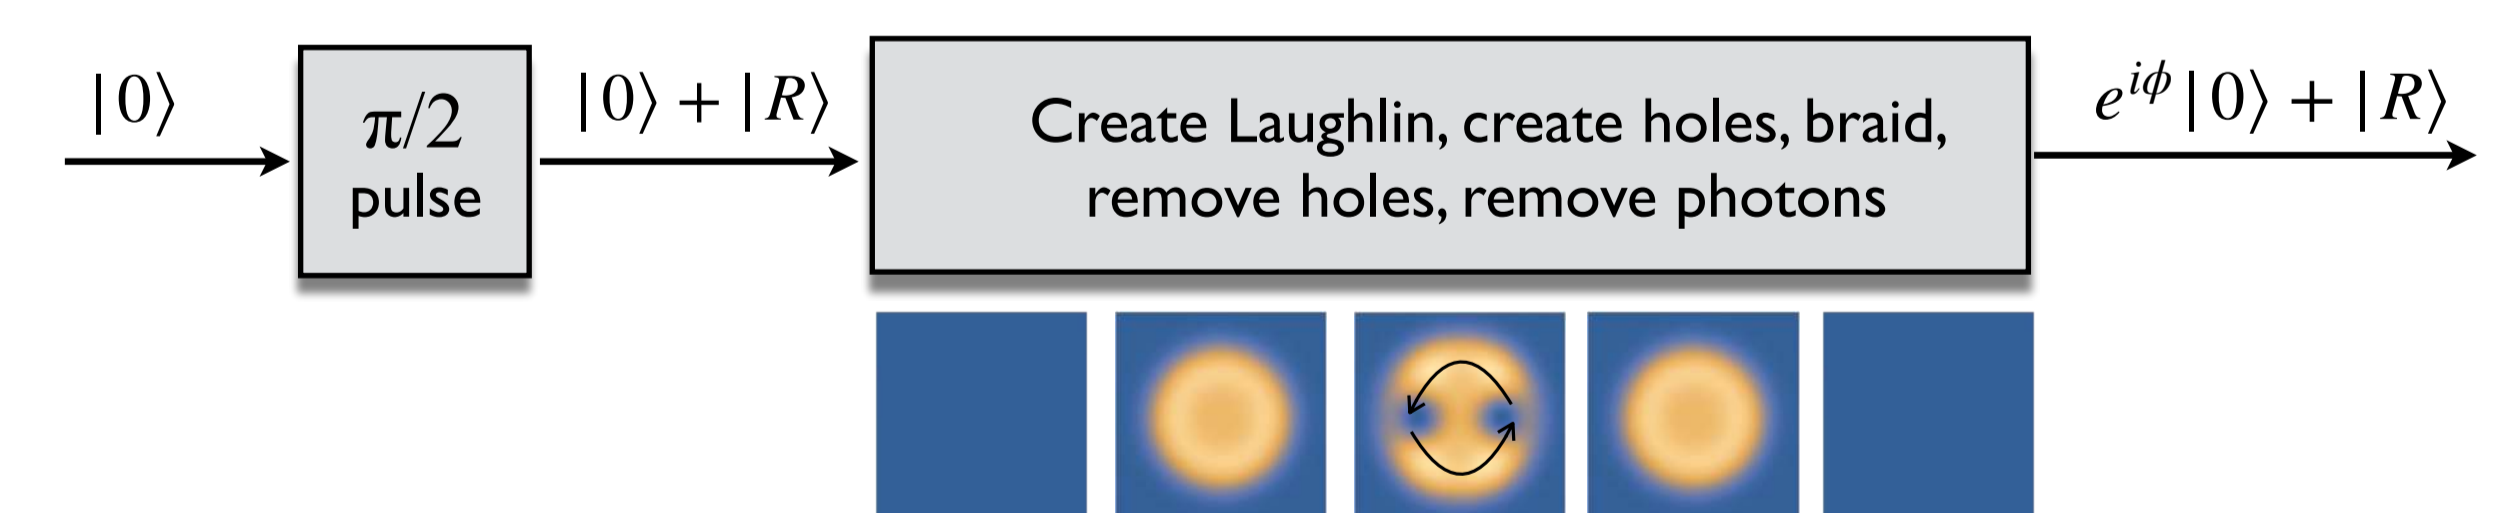 |0⟩
π/2
pulse
|0⟩ + |R⟩
Create Laughlin, create holes, braid,
remove holes, remove photons
e^{iϕ}|0⟩ + |R⟩